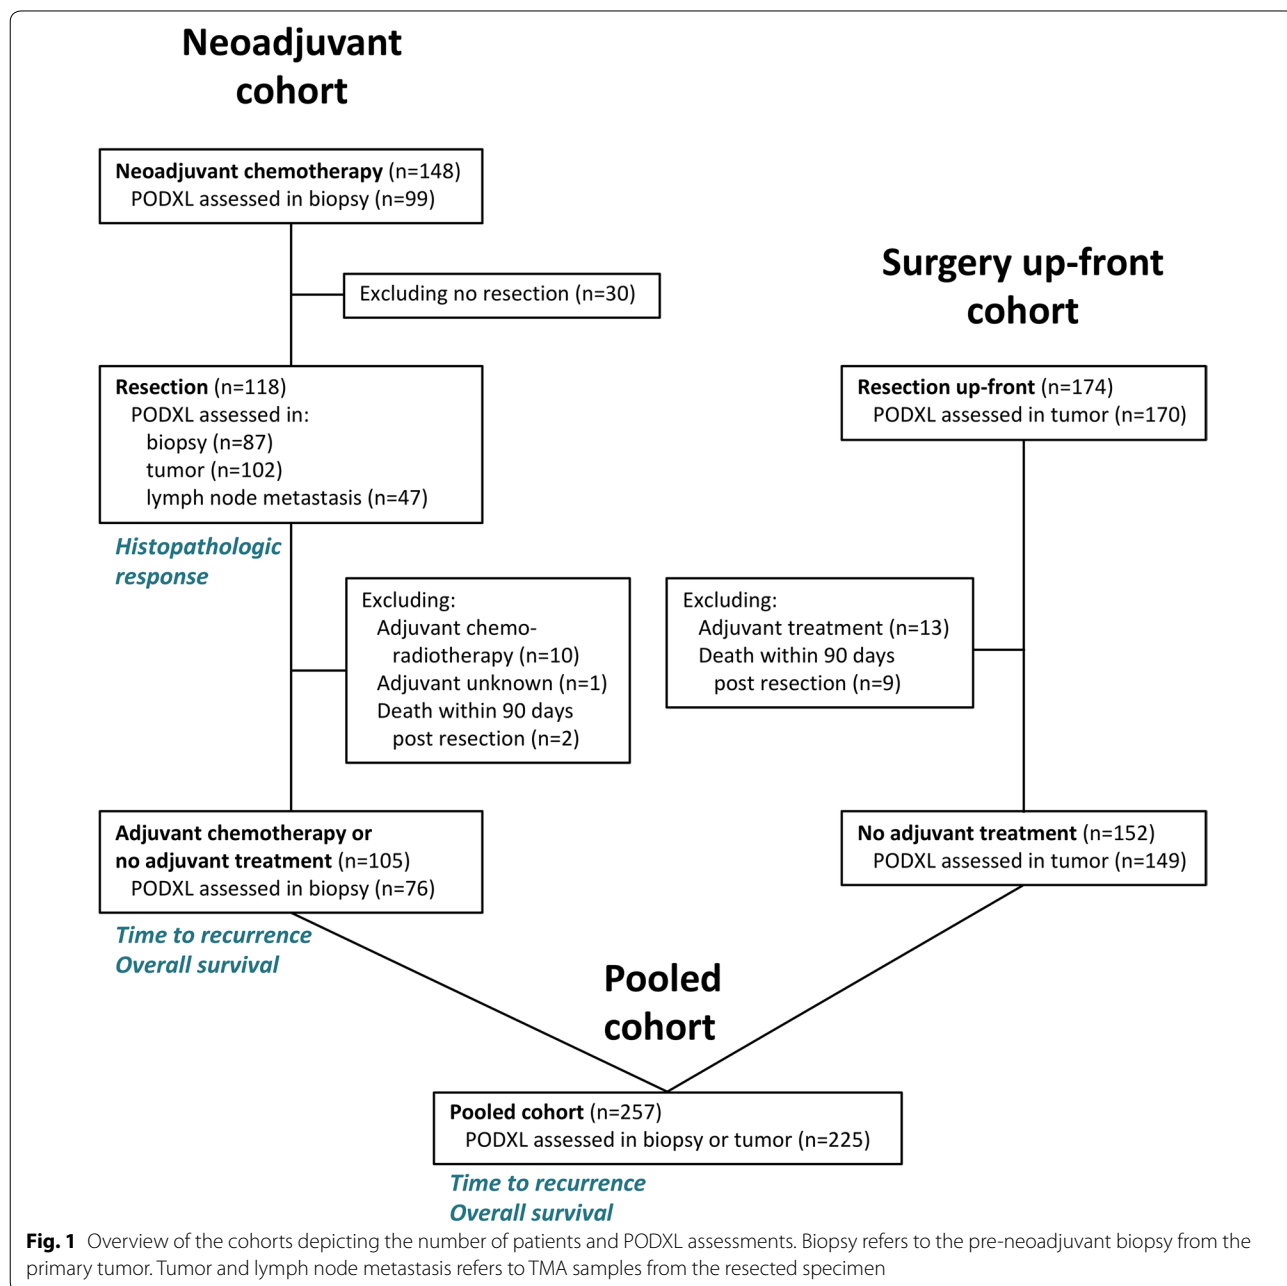 Neoadjuvant
cohort
Neoadjuvant chemotherapy (n=148)
PODXL assessed in biopsy (n=99)
Excluding no resection (n=30)
Surgery up-front
cohort
Resection (n=118)
PODXL assessed in:
biopsy (n=87)
tumor (n=102)
lymph node metastasis (n=47)
Histopathologic
response
Resection up-front (n=174)
PODXL assessed in tumor (n=170)
Excluding:
Adjuvant chemo-
radiotherapy (n=10)
Adjuvant unknown (n=1)
Death within 90 days
post resection (n=2)
Excluding:
Adjuvant treatment (n=13)
Death within 90 days
post resection (n=9)
Adjuvant chemotherapy or
no adjuvant treatment (n=105)
PODXL assessed in biopsy (n=76)
Time to recurrence
Overall survival
No adjuvant treatment (n=152)
PODXL assessed in tumor (n=149)
Pooled
cohort
Pooled cohort (n=257)
PODXL assessed in biopsy or tumor (n=225)
Time to recurrence
Overall survival
Fig. 1 Overview of the cohorts depicting the number of patients and PODXL assessments. Biopsy refers to the pre-neoadjuvant biopsy from the
primary tumor. Tumor and lymph node metastasis refers to TMA samples from the resected specimen